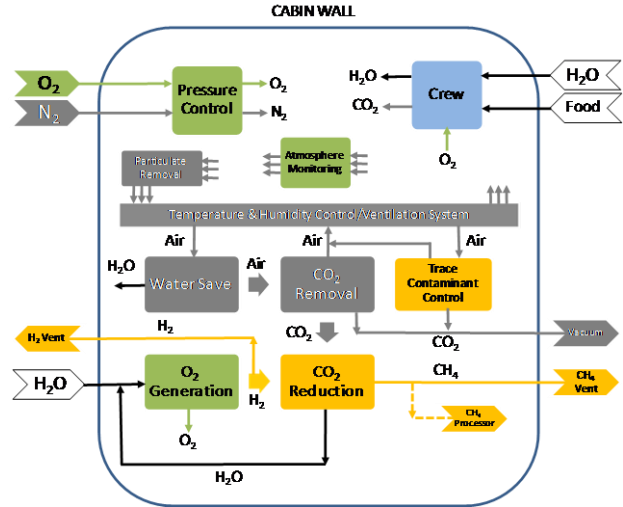 CABIN WALL
O₂
N₂
Pressure
Control
O₂
N₂
H₂O
CO₂
Crew
O₂
H₂O
Food
Particulate
Removal
Atmosphere
Monitoring
Temperature & Humidity Control/Ventilation System
Air
Air
Air
H₂O
Water Save
Air
CO₂
Removal
Trace
Contaminant
Control
H₂ Vent
H₂
CO₂
CO₂
Vacuum
H₂O
O₂
Generation
H₂
CO₂
Reduction
CH₄
CH₄
Vent
O₂
CH₄
Processor
H₂O